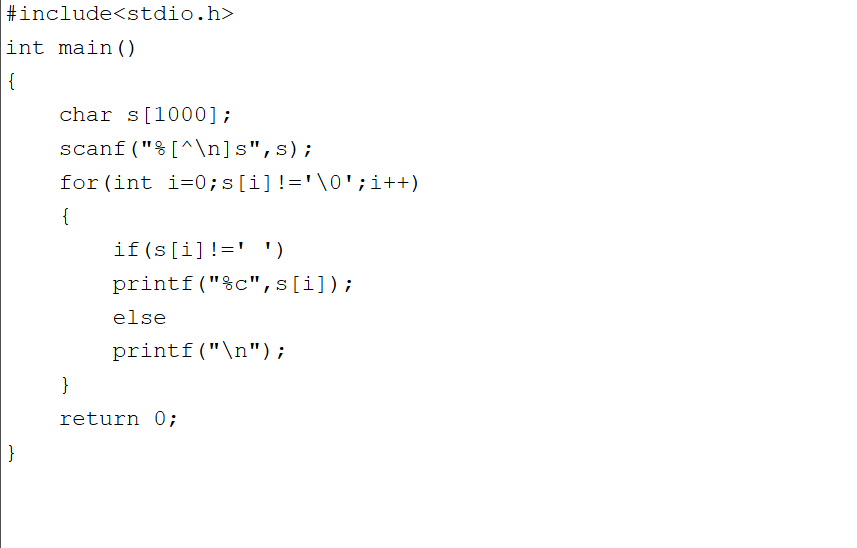 #include<stdio.h>
int main()
{
    char s[1000];
    scanf("%[^\n]s",s);
    for(int i=0;s[i]!='\0';i++)
    {
        if(s[i]!=' ')
        printf("%c",s[i]);
        else
        printf("\n");
    }
    return 0;
}